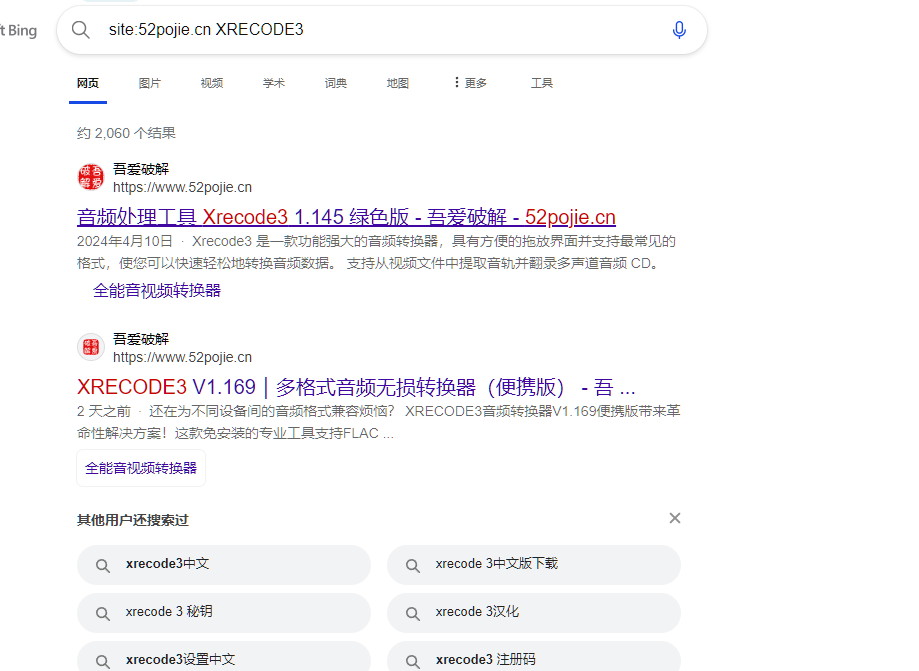 t Bing
site:52pojie.cn XRECODE3
网页 图片 视频 学术 词典 地图 更多 工具
约 2,060 个结果
吾爱破解
https://www.52pojie.cn
音频处理工具 Xrecode3 1.145 绿色版 - 吾爱破解 - 52pojie.cn
2024年4月10日 · Xrecode3 是一款功能强大的音频转换器，具有方便的拖放界面并支持最常见的
格式，使您可以快速轻松地转换音频数据。 支持从视频文件中提取音轨并翻录多声道音频 CD。
全能音视频转换器
吾爱破解
https://www.52pojie.cn
XRECODE3 V1.169｜多格式音频无损转换器（便携版） - 吾 ...
2 天之前 · 还在为不同设备间的音频格式兼容烦恼？ XRECODE3音频转换器V1.169便携版带来革
命性解决方案！这款免安装的专业工具支持FLAC ...
全能音视频转换器
其他用户还搜索过
xrecode3中文
xrecode 3中文版下载
xrecode 3 秘钥
xrecode 3汉化
xrecode3设置中文
xrecode3 注册码